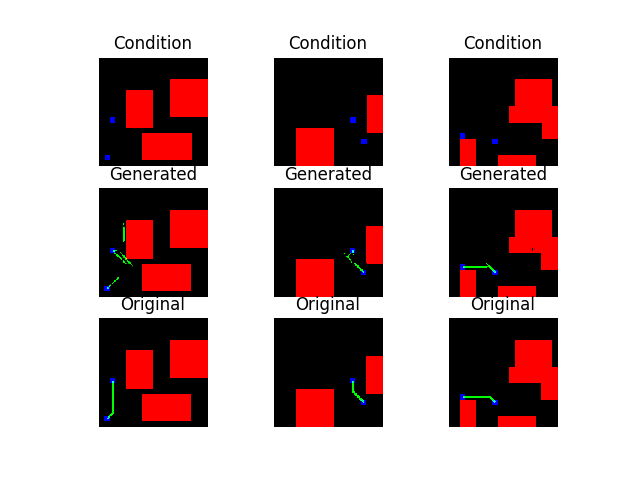 Condition
Condition
Condition
Generated
Generated
Generated
Original
Original
Original